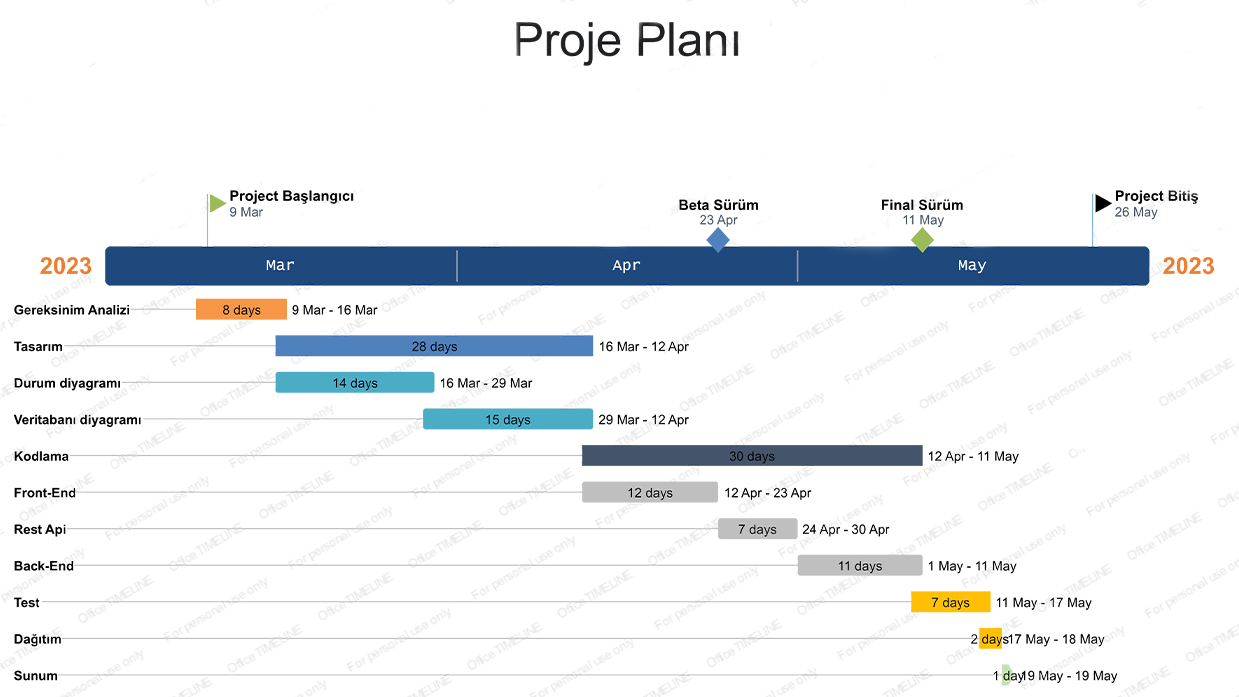 Proje Planı
Project Başlangıcı
9 Mar
Beta Sürüm
23 Apr
Final Sürüm
11 May
Project Bitiş
26 May
2023 Mar Apr May 2023
Gereksinim Analizi 8 days 9 Mar - 16 Mar
Tasarım 28 days 16 Mar - 12 Apr
Durum diyagramı 14 days 16 Mar - 29 Mar
Veritabanı diyagramı 15 days 29 Mar - 12 Apr
Kodlama 30 days 12 Apr - 11 May
Front-End 12 days 12 Apr - 23 Apr
Rest Api 7 days 24 Apr - 30 Apr
Back-End 11 days 1 May - 11 May
Test 7 days 11 May - 17 May
Dağıtım 2 days 17 May - 18 May
Sunum 1 day 19 May - 19 May
Office TIMELINE
For personal use only